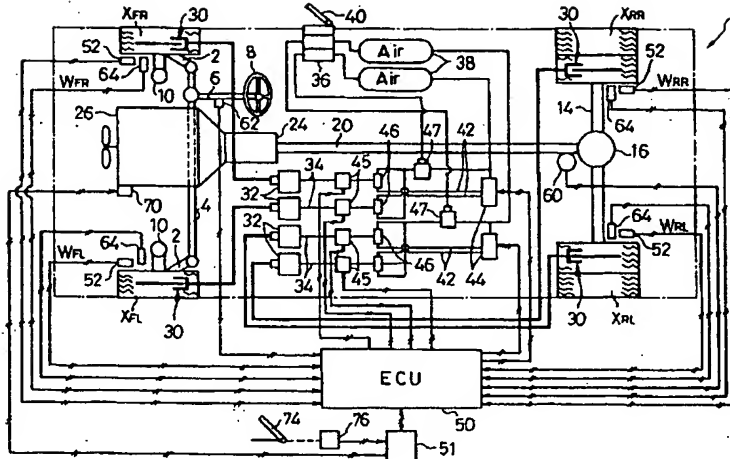 XFR 30 40 30 XRR
52 2 8 36 Air 38 52
WFR 64 10 6 Air WRR
26 62 24 14 64
20 46 47 42 16
70 32 34 45 60
4 47
10 64
WFL 64 2 32 WRL
52 34 45 46 42 44 52
30 30
XFL XRL
ECU
50
74 76 51